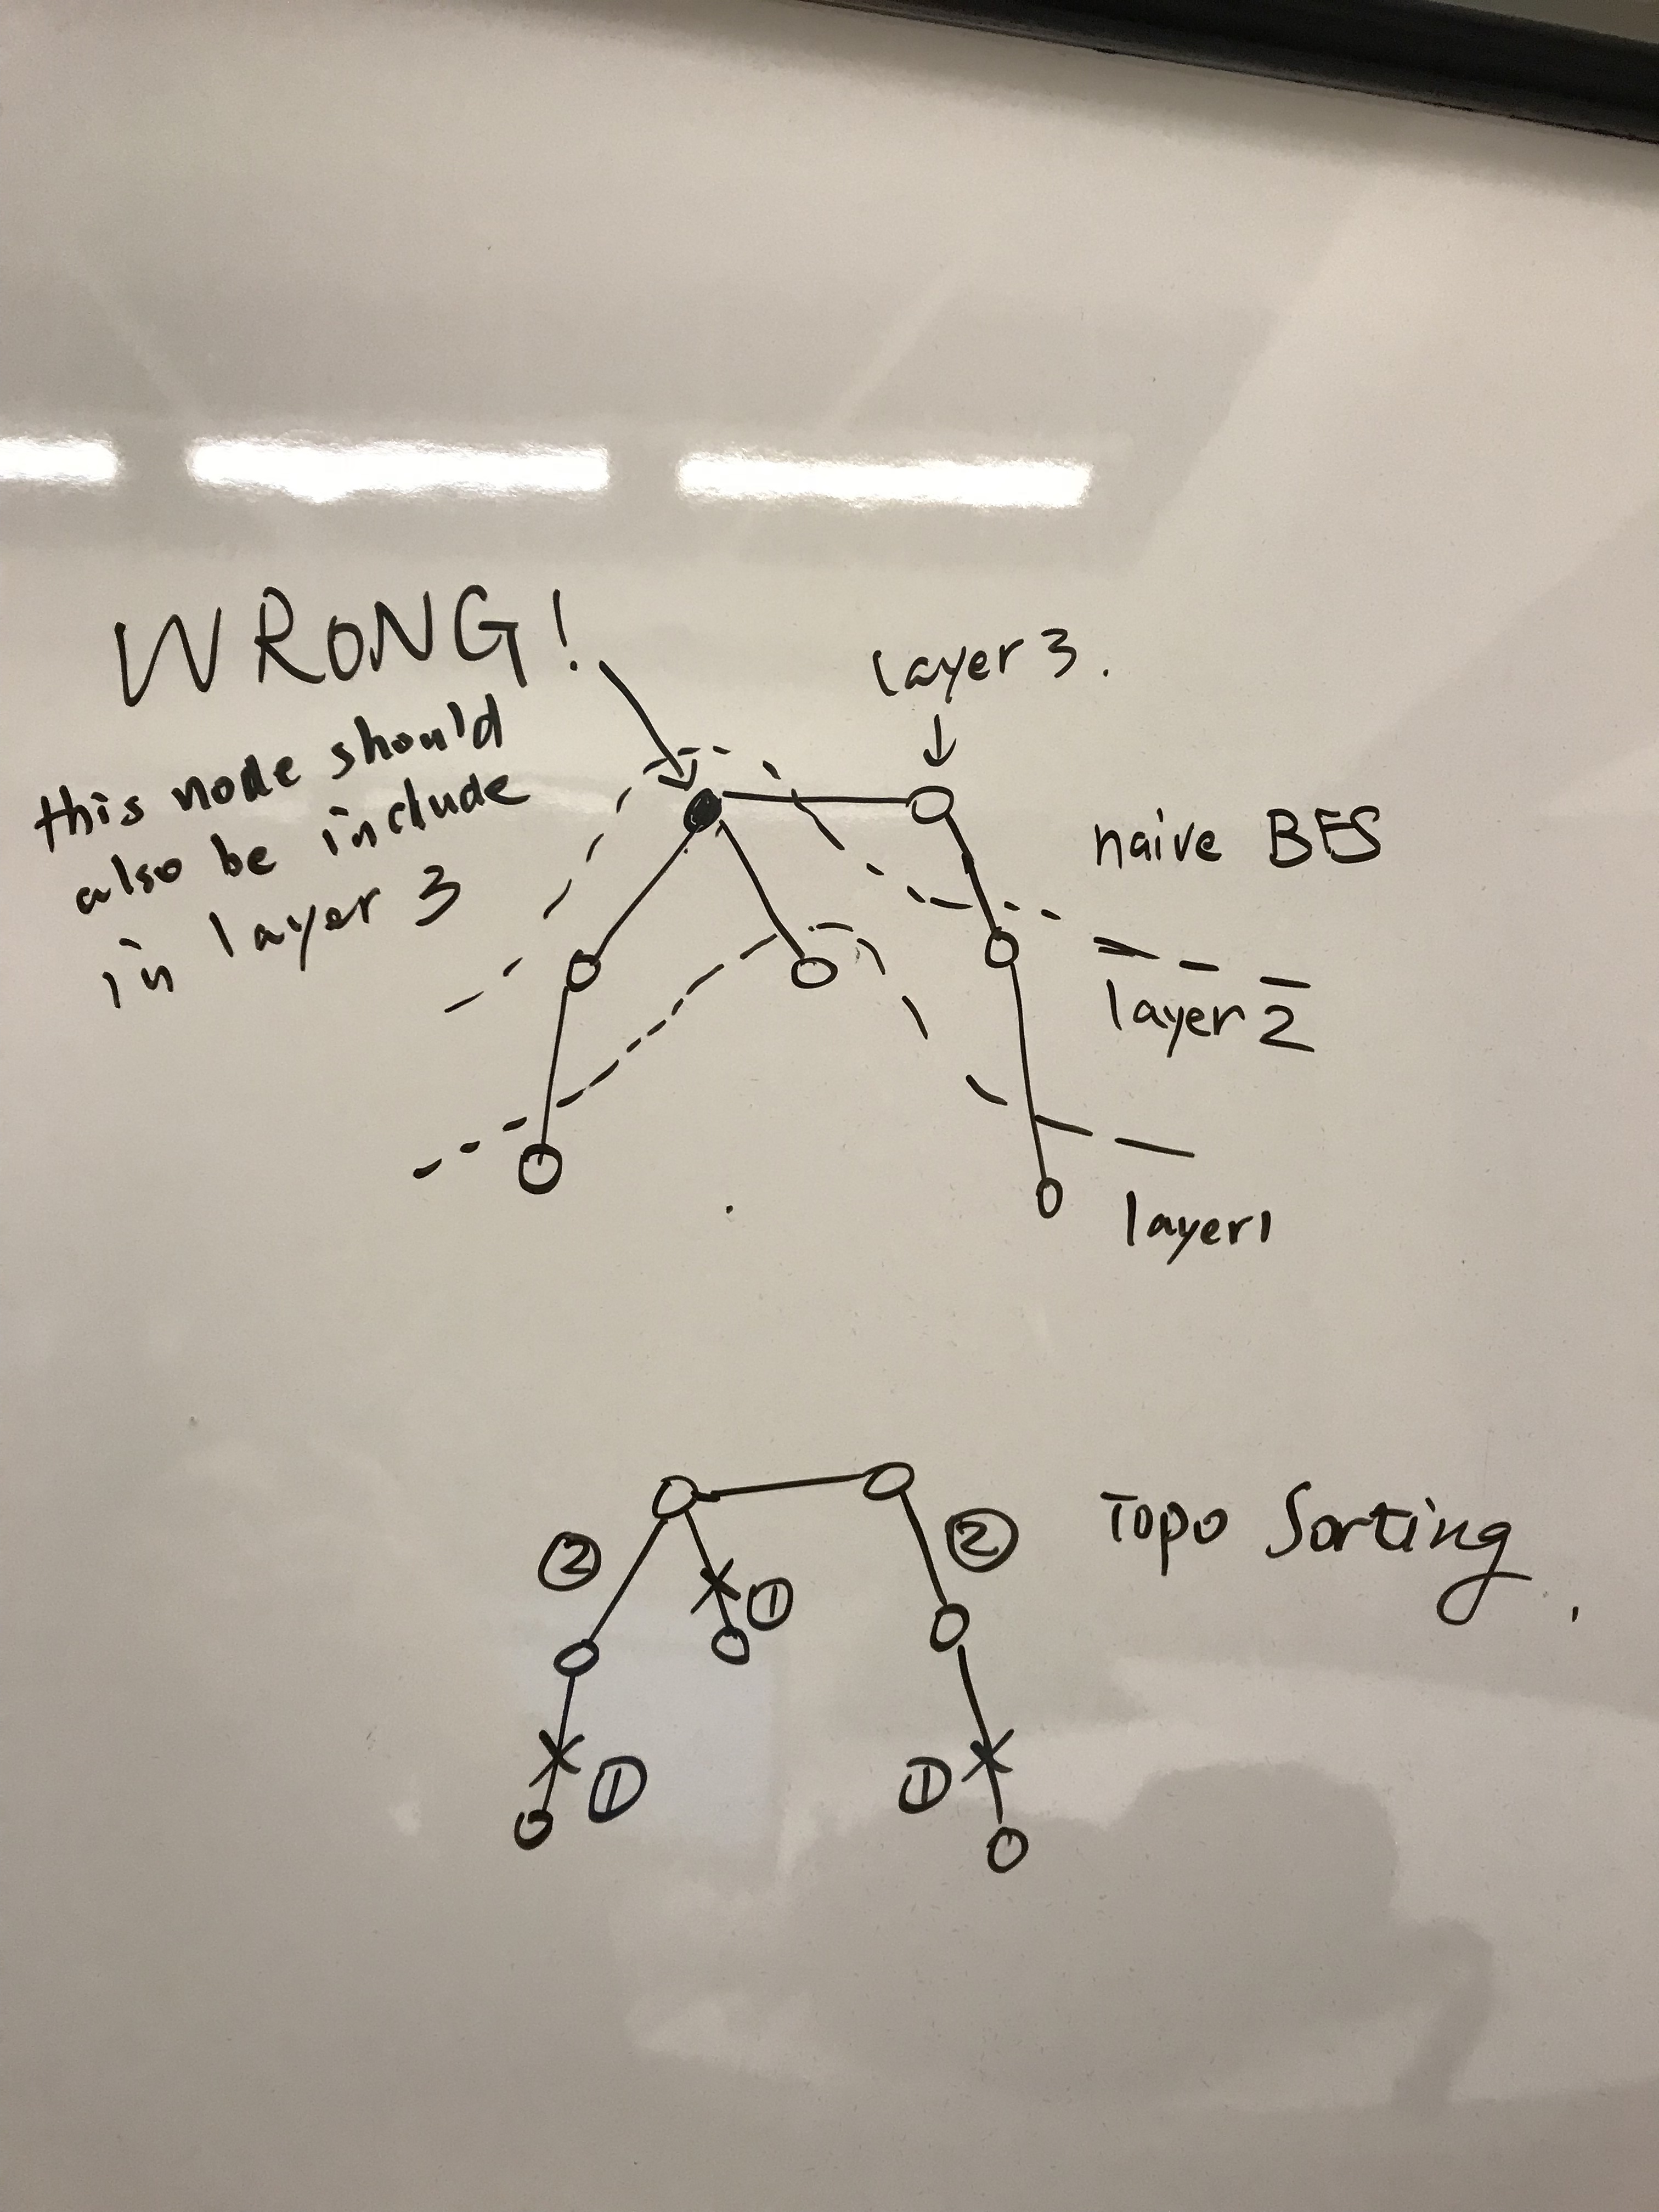 WRONG!
this node should
also be include
in layer 3
layer 3.
naive BFS
layer 2
layer1
Topo Sorting.
②
②
①
①
①